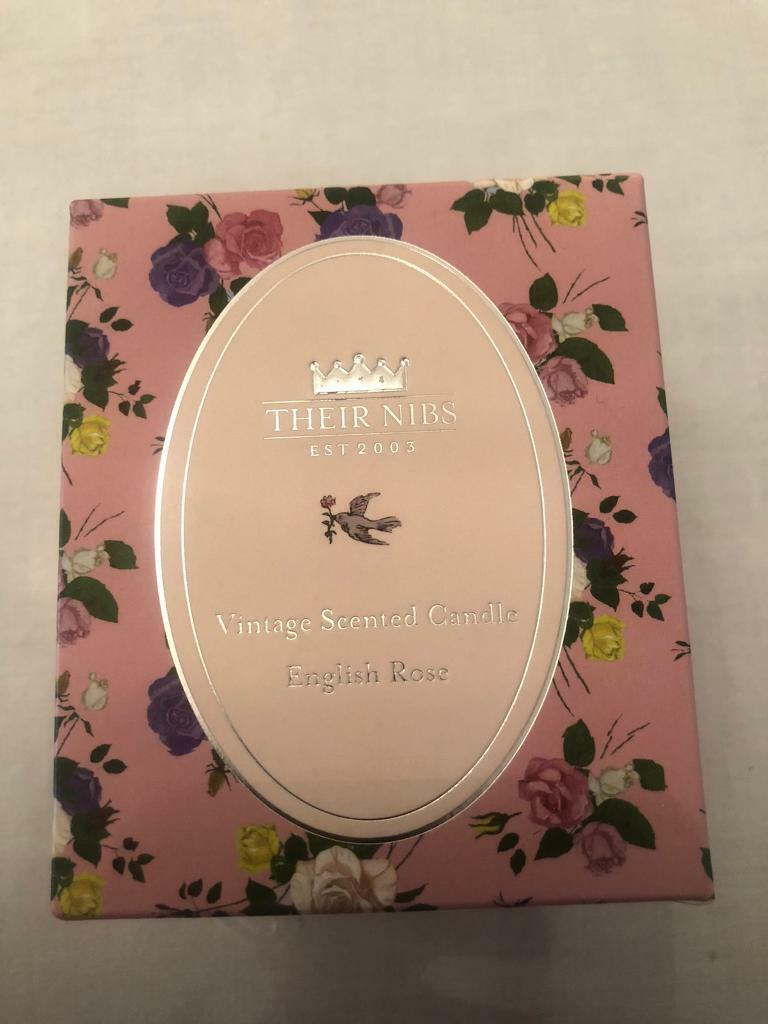 THEIR NIBS
EST 2003
Vintage Scented Candle
English Rose